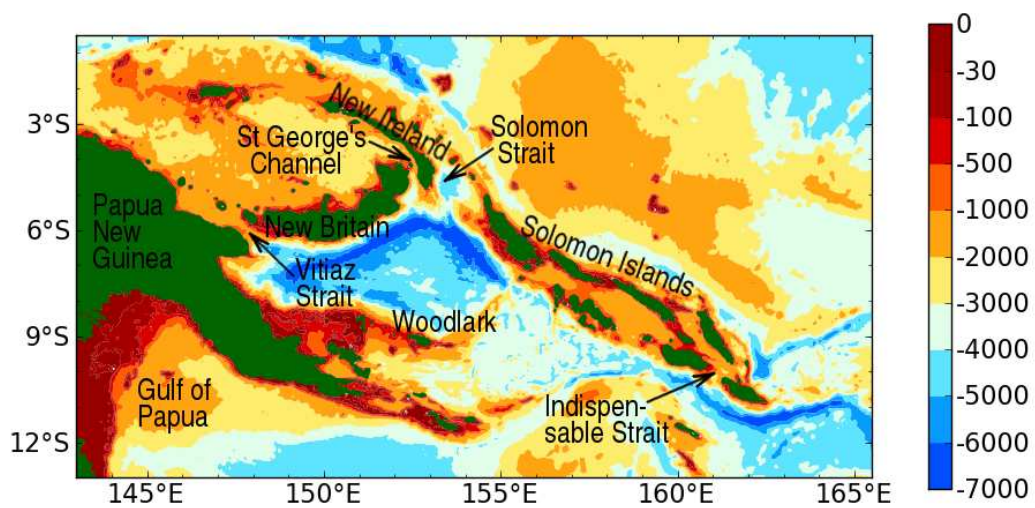 New Ireland
St George's
Channel
Solomon
Strait
Papua
New
Guinea
New Britain
Solomon Islands
Vitiaz
Strait
Woodlark
Gulf of
Papua
Indispen-
sable Strait
3°S
6°S
9°S
12°S
145°E
150°E
155°E
160°E
165°E
0
-30
-100
-500
-1000
-2000
-3000
-4000
-5000
-6000
-7000